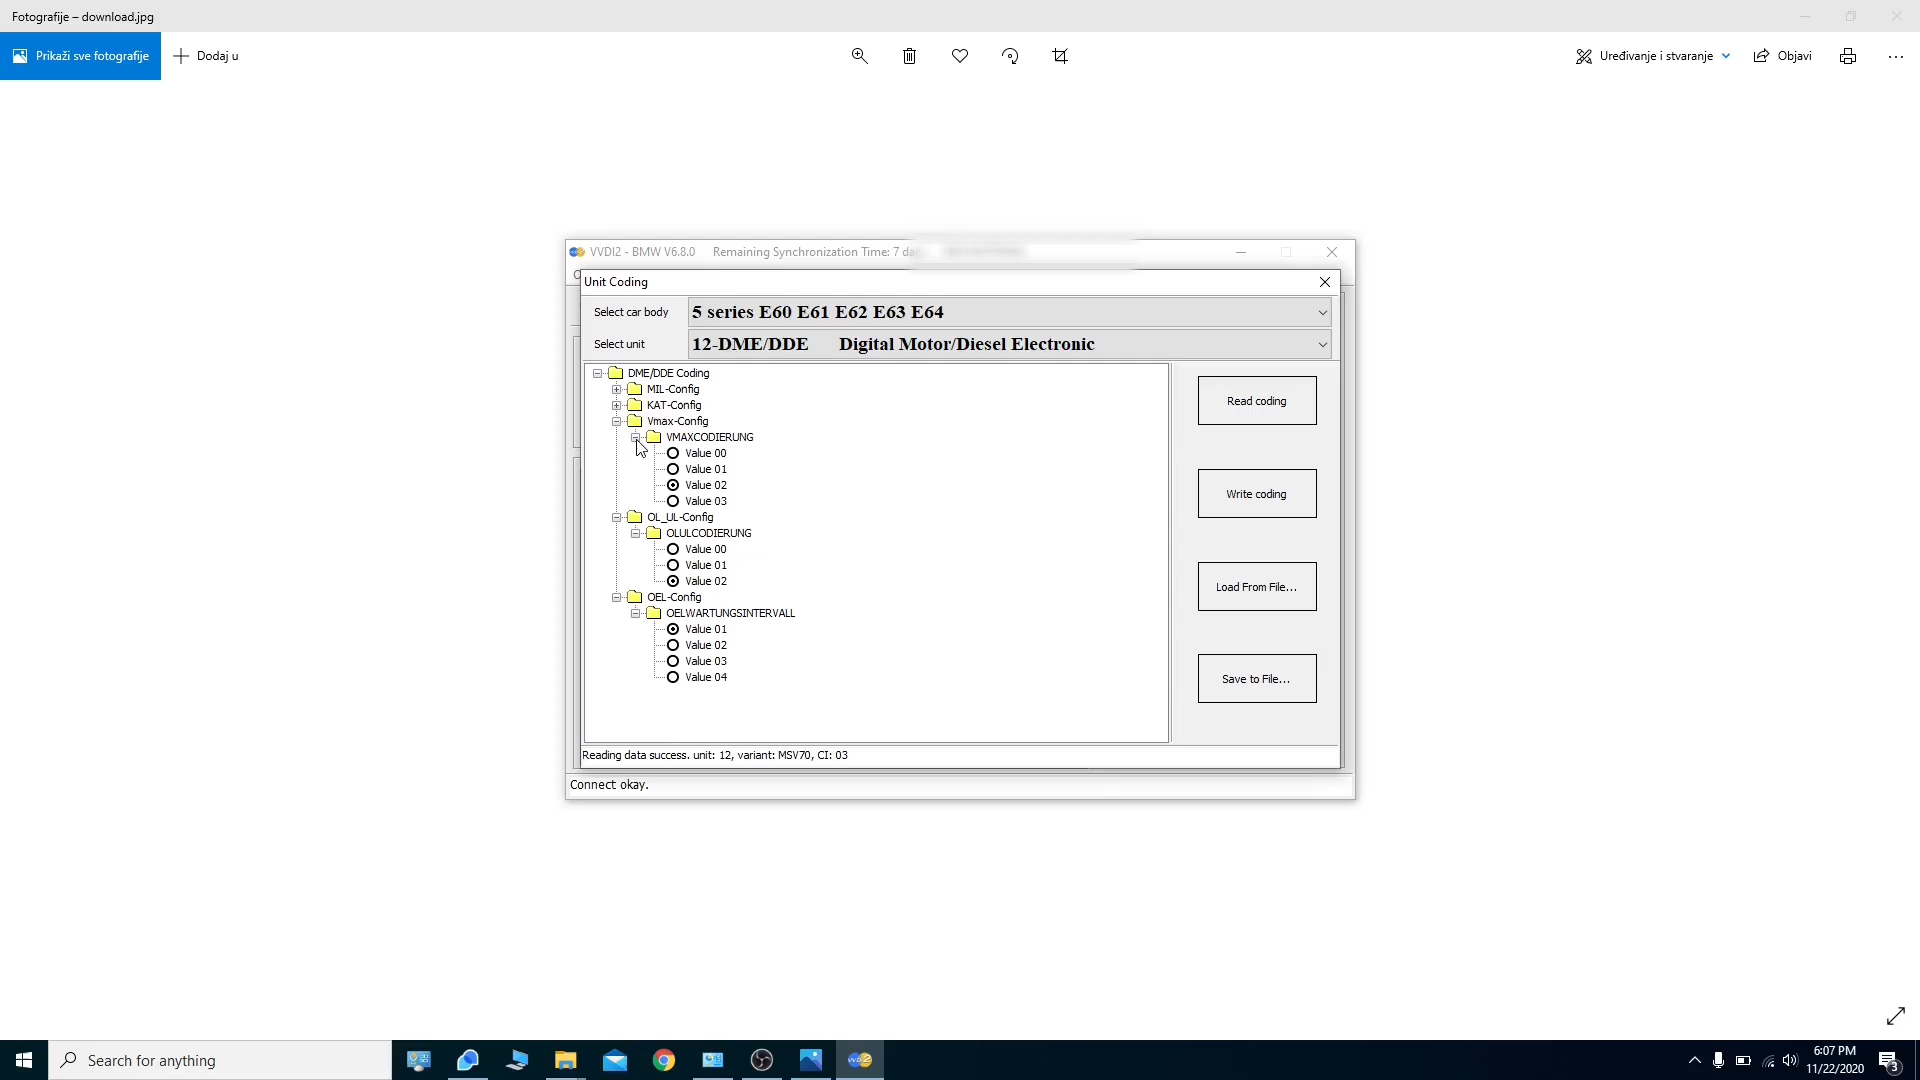 Fotografije – download.jpg
Prikaži sve fotografije
Dodaj u
Uređivanje i stvaranje
Objavi
VVDI2 - BMW V6.8.0 Remaining Synchronization Time: 7
Unit Coding
Select car body
5 series E60 E61 E62 E63 E64
Select unit
12-DME/DDE Digital Motor/Diesel Electronic
DME/DDE Coding
MIL-Config
KAT-Config
Vmax-Config
VMAXCODIERUNG
Value 00
Value 01
Value 02
Value 03
OL_UL-Config
OLULCODIERUNG
Value 00
Value 01
Value 02
OEL-Config
OELWARTUNGSINTERVALL
Value 01
Value 02
Value 03
Value 04
Read coding
Write coding
Load From File...
Save to File...
Reading data success. unit: 12, variant: MSV70, CI: 03
Connect okay.
Search for anything
6:07 PM
11/22/2020
3